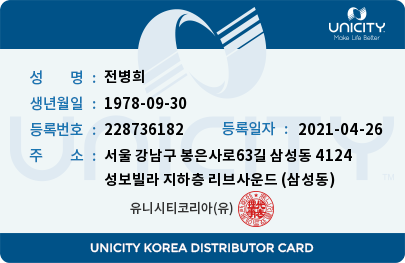 UNICITY
Make Life Better
성 명 : 전병희
생년월일 : 1978-09-30
등록번호 : 228736182 등록일자 : 2021-04-26
주 소 : 서울 강남구 봉은사로63길 삼성동 4124
성보빌라 지하층 리브사운드 (삼성동)
유니시티코리아(유)
UNICITY
UNICITY KOREA DISTRIBUTOR CARD